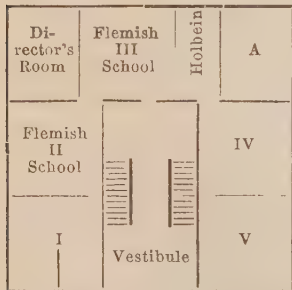 Di-
rector's
Room
Flemish
III
School
Holbein
A
Flemish
II
School
IV
I
Vestibule
V